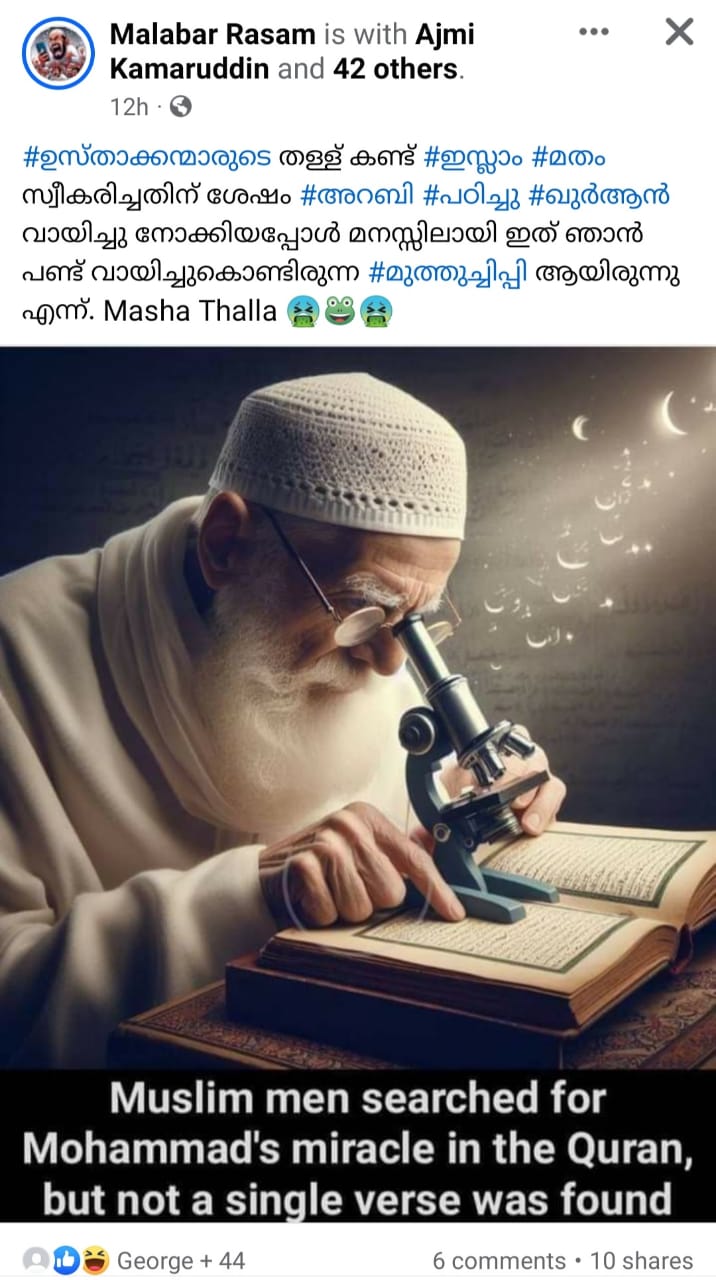 Malabar Rasam is with Ajmi
Kamaruddin and 42 others.
12h
#ഉസ്താക്കന്മാരുടെ തള്ള് കണ്ട് #ഇസ്ലാം #മതം
സ്വീകരിച്ചതിന് ശേഷം #അറബി #പഠിച്ചു #ഖുർആൻ
വായിച്ചു നോക്കിയപ്പോൾ മനസ്സിലായി ഇത് ഞാൻ
പണ്ട് വായിച്ചുകൊണ്ടിരുന്ന #മുത്തുച്ചിപ്പി ആയിരുന്നു
എന്ന്. Masha Thalla 🤮🐸🤮
Muslim men searched for
Mohammad's miracle in the Quran,
but not a single verse was found
George + 44
6 comments • 10 shares